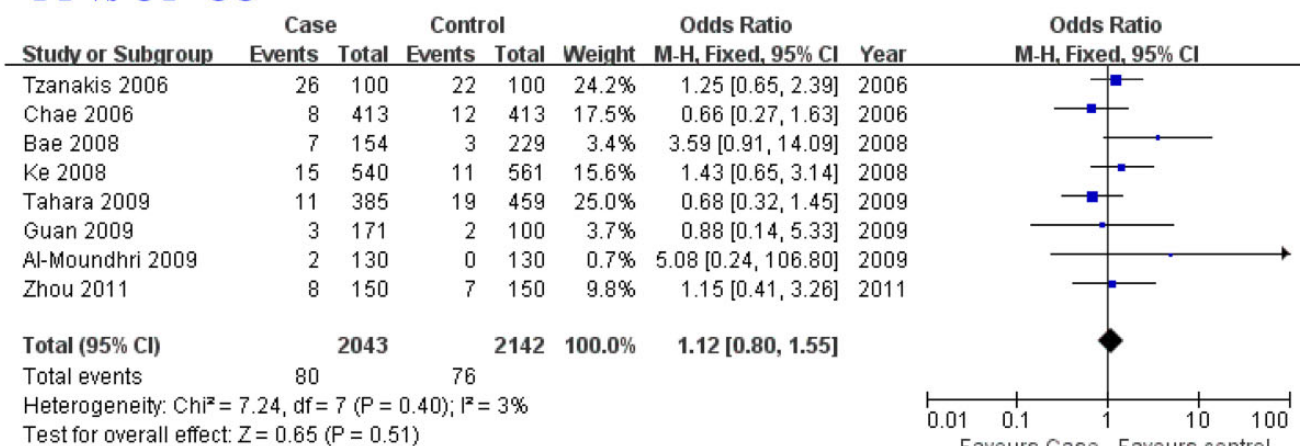 Case Control Odds Ratio Odds Ratio
Study or Subgroup Events Total Events Total Weight M-H, Fixed, 95% CI Year M-H, Fixed, 95% CI
Tzanakis 2006 26 100 22 100 24.2% 1.25 [0.65, 2.39] 2006
Chae 2006 8 413 12 413 17.5% 0.66 [0.27, 1.63] 2006
Bae 2008 7 154 3 229 3.4% 3.59 [0.91, 14.09] 2008
Ke 2008 15 540 11 561 15.6% 1.43 [0.65, 3.14] 2008
Tahara 2009 11 385 19 459 25.0% 0.68 [0.32, 1.45] 2009
Guan 2009 3 171 2 100 3.7% 0.88 [0.14, 5.33] 2009
Al-Moundhri 2009 2 130 0 130 0.7% 5.08 [0.24, 106.80] 2009
Zhou 2011 8 150 7 150 9.8% 1.15 [0.41, 3.26] 2011
Total (95% CI) 2043 2142 100.0% 1.12 [0.80, 1.55]
Total events 80 76
Heterogeneity: Chi² = 7.24, df = 7 (P = 0.40); I² = 3%
Test for overall effect: Z = 0.65 (P = 0.51)
0.01 0.1 1 10 100
Favours Case Favours control